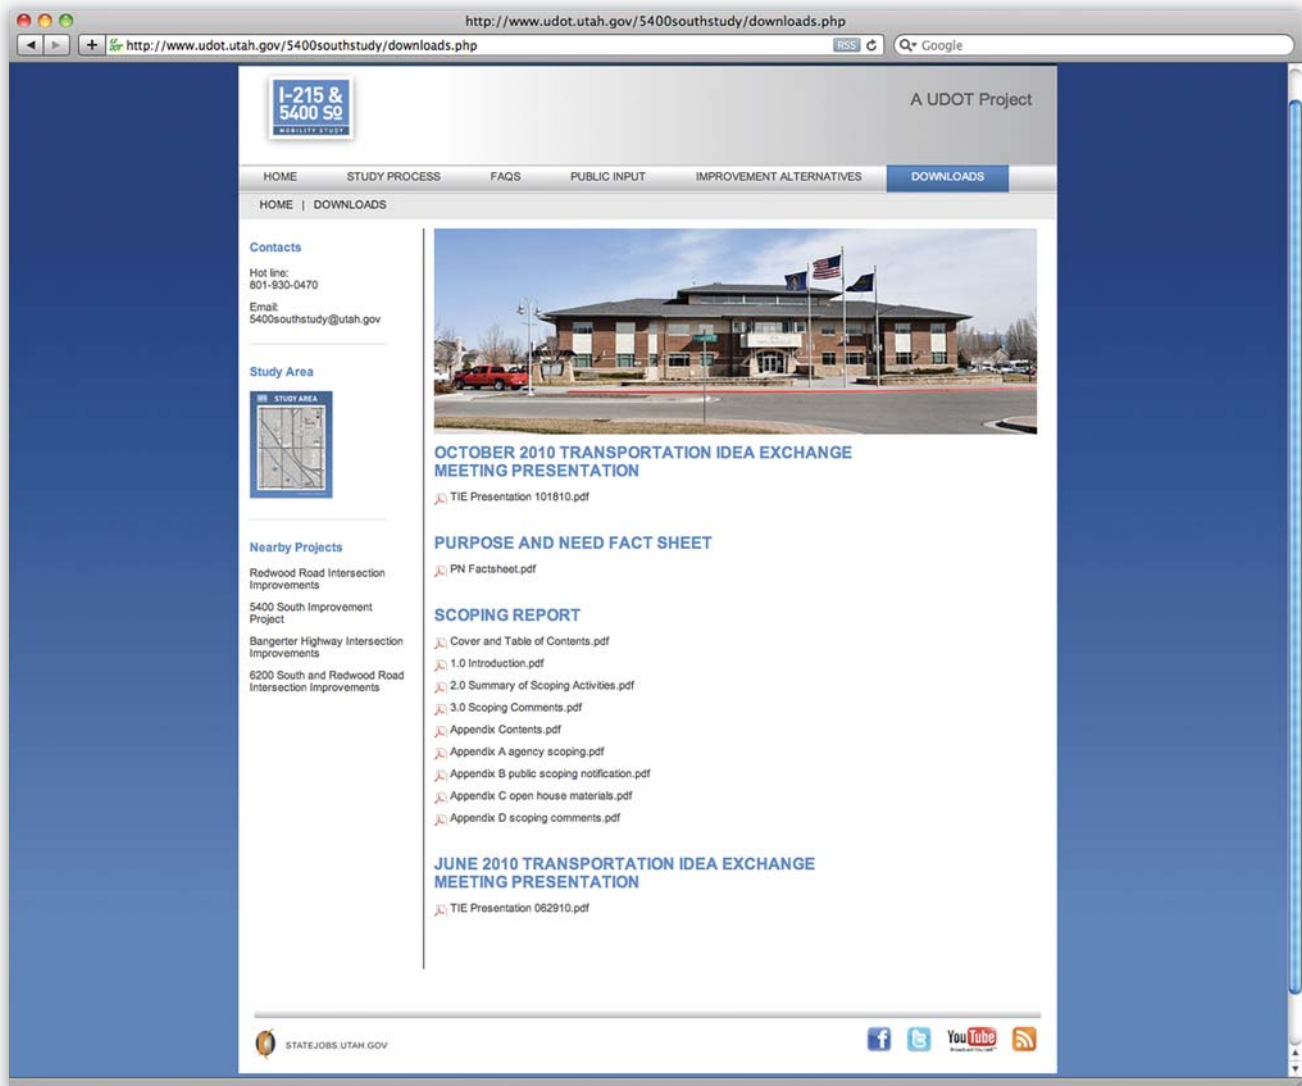 http://www.udot.utah.gov/5400southstudy/downloads.php
http://www.udot.utah.gov/5400southstudy/downloads.php
RSS
Google
I-215 &
5400 So
MOBILITY STUDY
A UDOT Project
HOME
STUDY PROCESS
FAQS
PUBLIC INPUT
IMPROVEMENT ALTERNATIVES
DOWNLOADS
HOME | DOWNLOADS
Contacts
Hot line:
801-930-0470
Email:
5400southstudy@utah.gov
Study Area
STUDY AREA
Nearby Projects
Redwood Road Intersection
Improvements
5400 South Improvement
Project
Bangerter Highway Intersection
Improvements
6200 South and Redwood Road
Intersection Improvements
OCTOBER 2010 TRANSPORTATION IDEA EXCHANGE
MEETING PRESENTATION
TIE Presentation 101810.pdf
PURPOSE AND NEED FACT SHEET
PN Factsheet.pdf
SCOPING REPORT
Cover and Table of Contents.pdf
1.0 Introduction.pdf
2.0 Summary of Scoping Activities.pdf
3.0 Scoping Comments.pdf
Appendix Contents.pdf
Appendix A agency scoping.pdf
Appendix B public scoping notification.pdf
Appendix C open house materials.pdf
Appendix D scoping comments.pdf
JUNE 2010 TRANSPORTATION IDEA EXCHANGE
MEETING PRESENTATION
TIE Presentation 062910.pdf
STATEJOBS.UTAH.GOV
You Tube
Broadcast Yourself